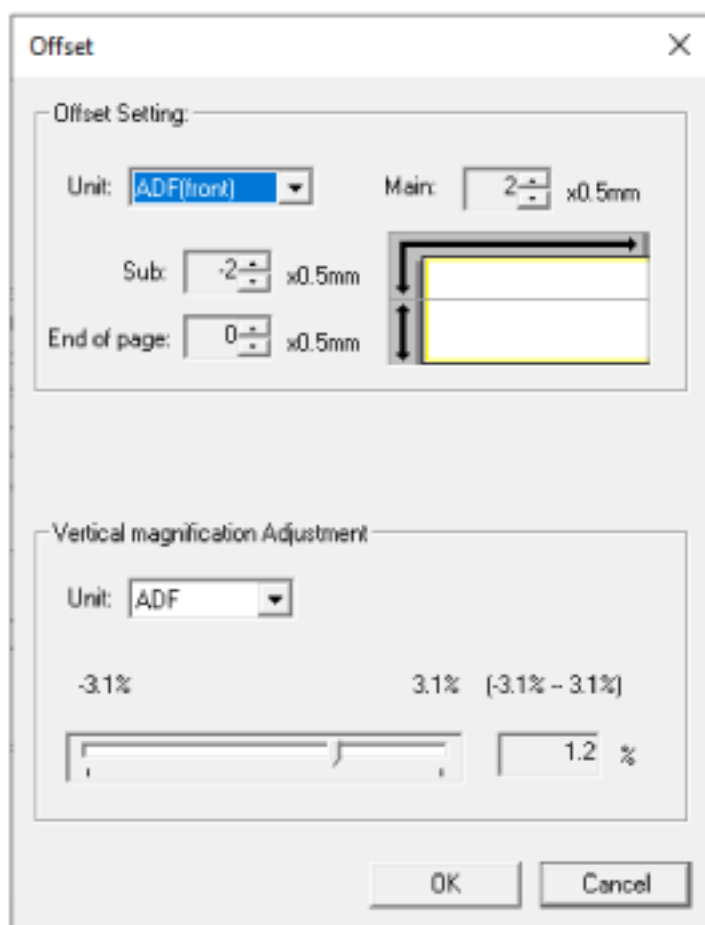 Offset
Offset Setting:
Unit: ADF(front) Main: 2 x0.5mm
Sub: -2 x0.5mm
End of page: 0 x0.5mm
Vertical magnification Adjustment
Unit: ADF
-3.1% 3.1% (-3.1% -- 3.1%)
1.2 %
OK Cancel